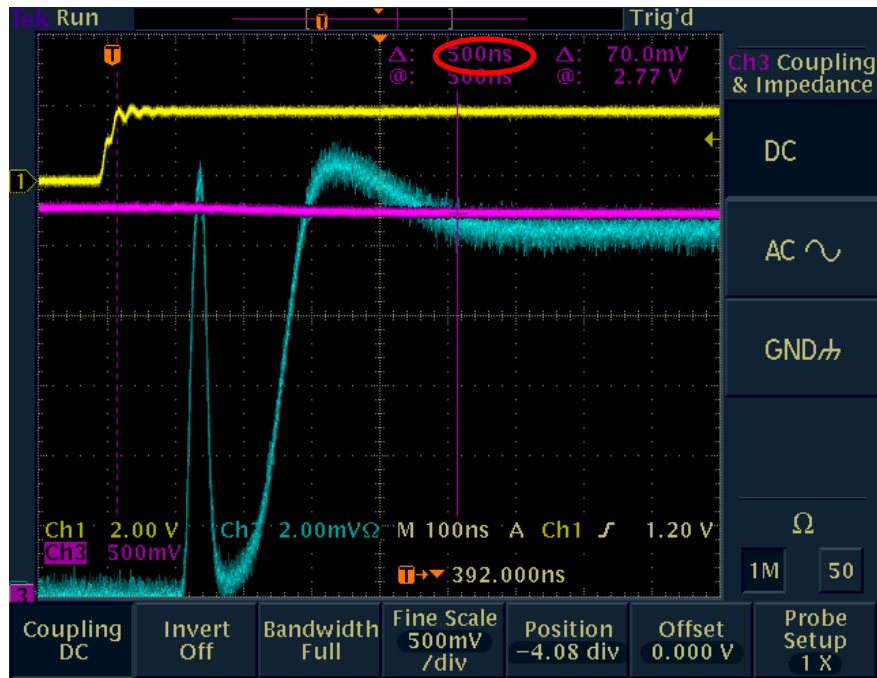 Tek Run
T
Trig'd
T
Δ: 500ns Δ: 70.0mV
@: 500ns @: 2.77 V
Ch3 Coupling
& Impedance
DC
1
AC
GND
Ch1 2.00 V Ch2 2.00mVΩ M 100ns A Ch1 1.20 V
Ch3 500mV
T 392.000ns
Ω
1M 50
3
Coupling
DC
Invert
Off
Bandwidth
Full
Fine Scale
500mV
/div
Position
−4.08 div
Offset
0.000 V
Probe
Setup
1 X